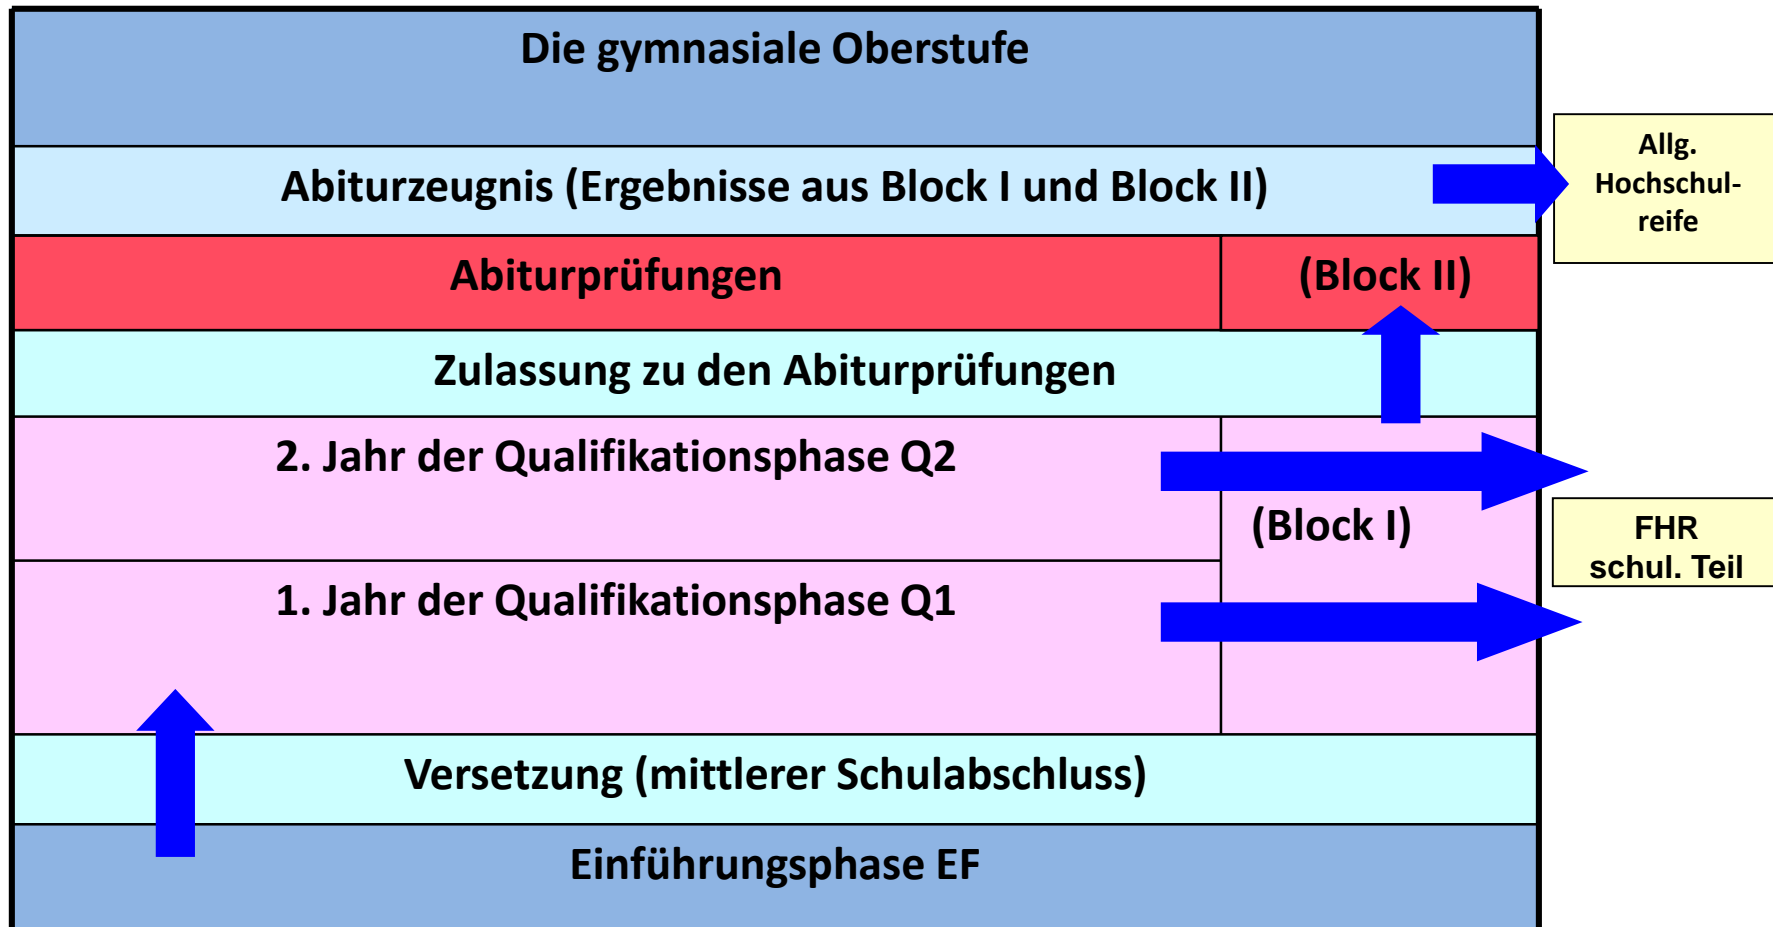 Die gymnasiale Oberstufe
Abiturzeugnis (Ergebnisse aus Block I und Block II)
Allg.
Hochschul-
reife
Abiturprüfungen
(Block II)
Zulassung zu den Abiturprüfungen
2. Jahr der Qualifikationsphase Q2
(Block I)
FHR
schul. Teil
1. Jahr der Qualifikationsphase Q1
Versetzung (mittlerer Schulabschluss)
Einführungsphase EF